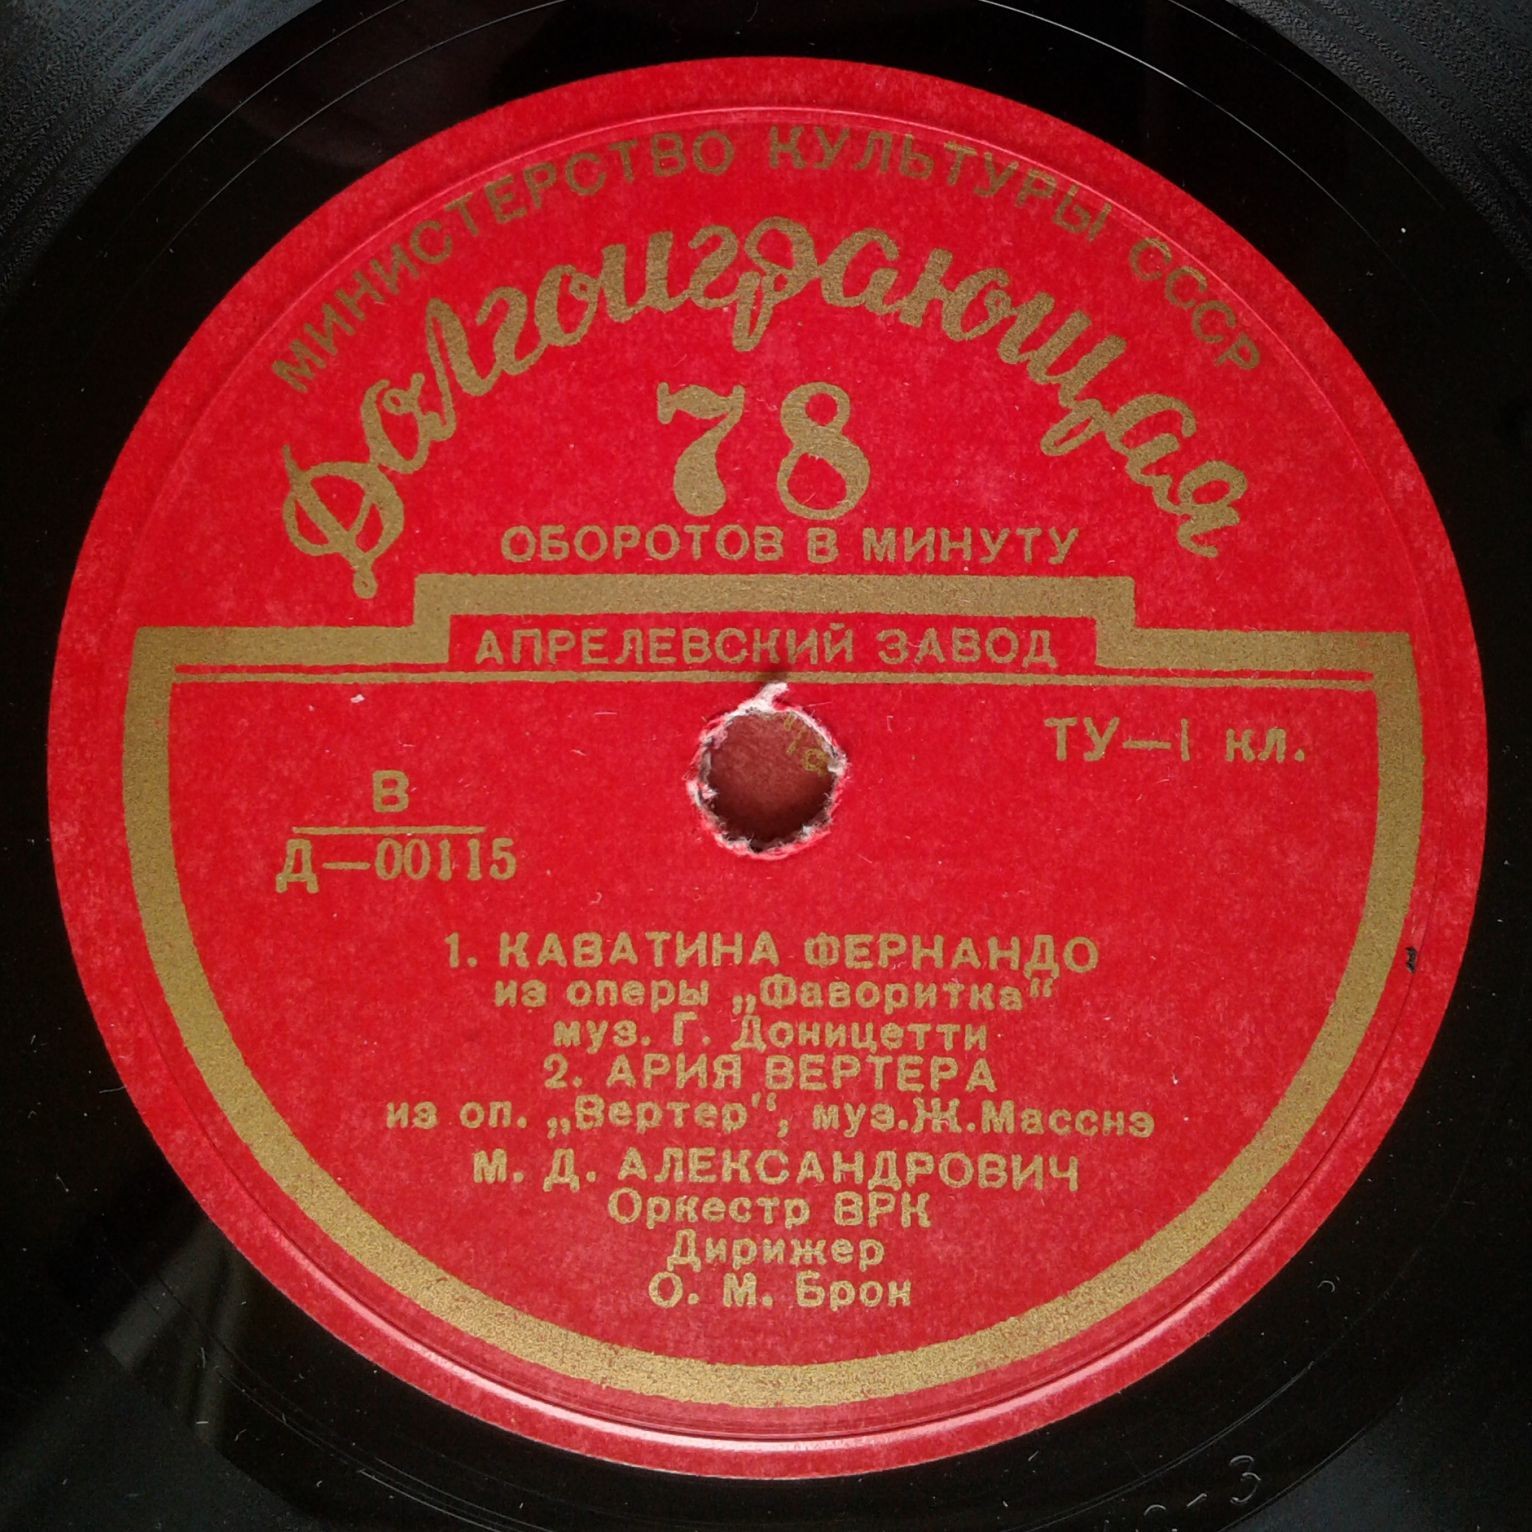 МИНИСТЕРСТВО КУЛЬТУРЫ СССР
Долгоиграющая
78
ОБОРОТОВ В МИНУТУ
АПРЕЛЕВСКИЙ ЗАВОД
ТУ—I кл.
В
Д—00115
1. КАВАТИНА ФЕРНАНДО
из оперы „Фаворитка“
муз. Г. Доницетти
2. АРИЯ ВЕРТЕРА
из оп. „Вертер“, муз.Ж.Масснэ
М. Д. АЛЕКСАНДРОВИЧ
Оркестр ВРК
Дирижер
О. М. Брон